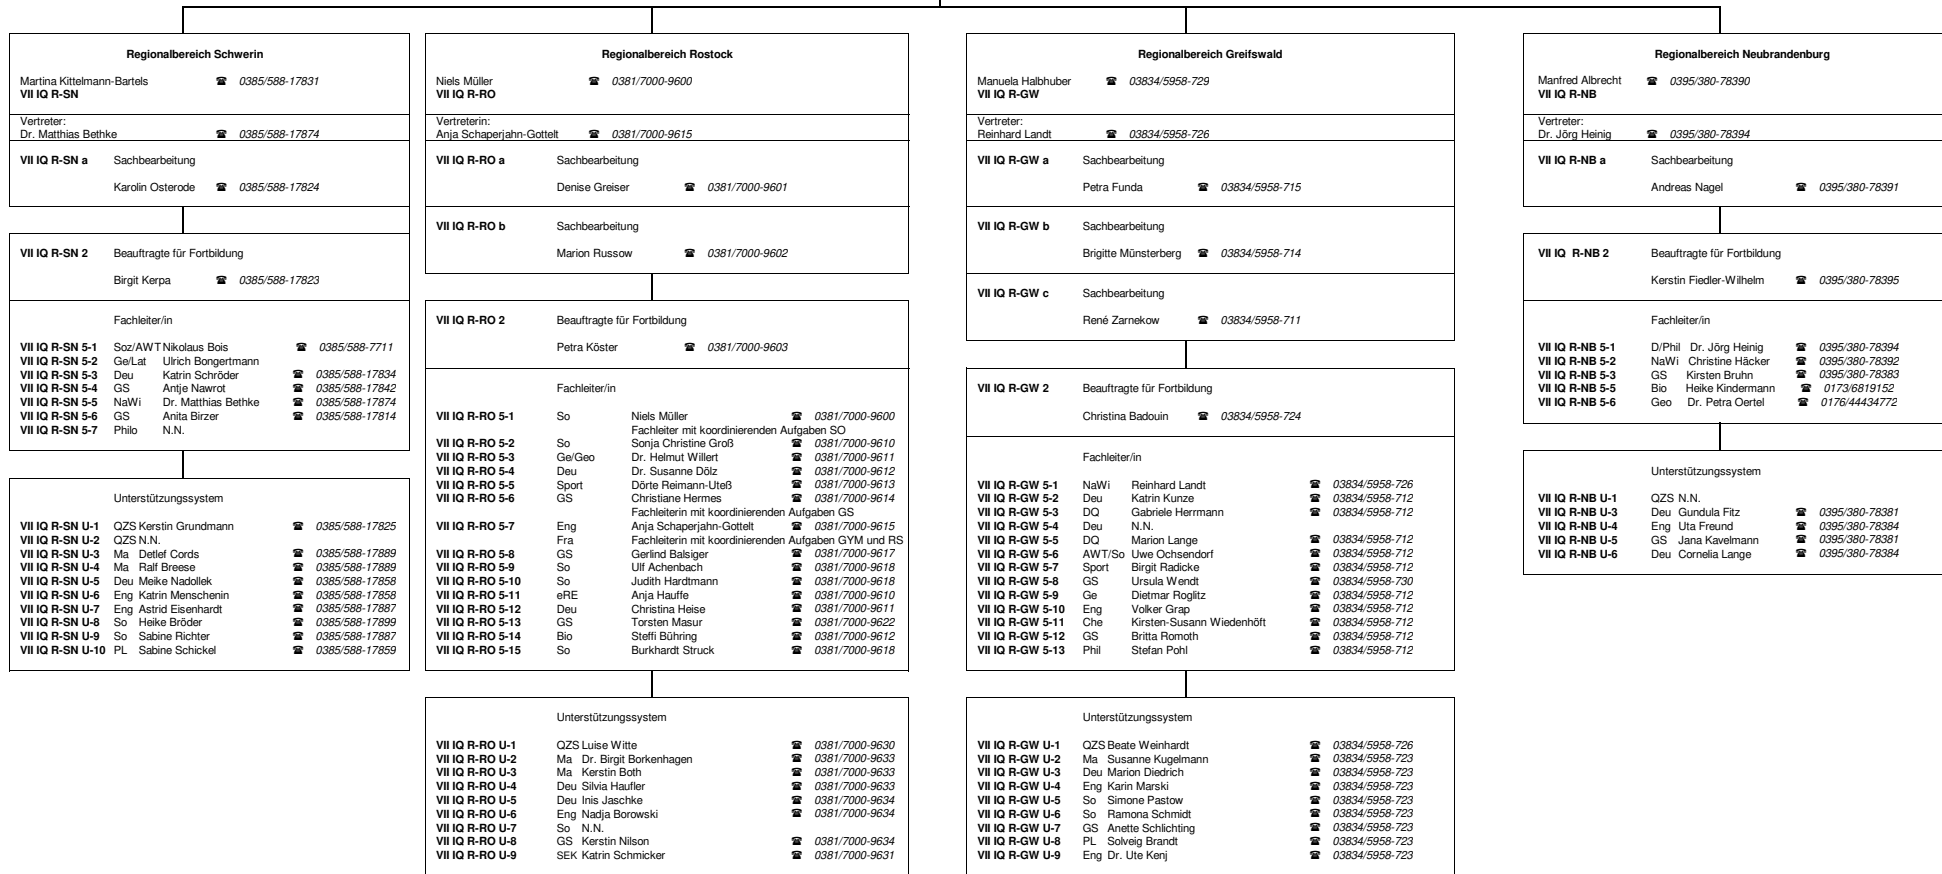 Regionalbereich Schwerin
Martina Kittelmann-Bartels ☎ 0385/588-17831
VII IQ R-SN
Vertreter:
Dr. Matthias Bethke ☎ 0385/588-17874
VII IQ R-SN a Sachbearbeitung
Karolin Osterode ☎ 0385/588-17824
VII IQ R-SN 2 Beauftragte für Fortbildung
Birgit Kerpa ☎ 0385/588-17823
Fachleiter/in
VII IQ R-SN 5-1 Soz/AWT Nikolaus Bois ☎ 0385/588-7711
VII IQ R-SN 5-2 Ge/Lat Ulrich Bongertmann
VII IQ R-SN 5-3 Deu Katrin Schröder ☎ 0385/588-17834
VII IQ R-SN 5-4 GS Antje Nawrot ☎ 0385/588-17842
VII IQ R-SN 5-5 NaWi Dr. Matthias Bethke ☎ 0385/588-17874
VII IQ R-SN 5-6 GS Anita Birzer ☎ 0385/588-17814
VII IQ R-SN 5-7 Philo N.N.
Unterstützungssystem
VII IQ R-SN U-1 QZS Kerstin Grundmann ☎ 0385/588-17825
VII IQ R-SN U-2 QZS N.N.
VII IQ R-SN U-3 Ma Detlef Cords ☎ 0385/588-17889
VII IQ R-SN U-4 Ma Ralf Breese ☎ 0385/588-17889
VII IQ R-SN U-5 Deu Meike Nadollek ☎ 0385/588-17858
VII IQ R-SN U-6 Eng Katrin Menschenin ☎ 0385/588-17858
VII IQ R-SN U-7 Eng Astrid Eisenhardt ☎ 0385/588-17887
VII IQ R-SN U-8 So Heike Bröder ☎ 0385/588-17899
VII IQ R-SN U-9 So Sabine Richter ☎ 0385/588-17887
VII IQ R-SN U-10 PL Sabine Schickel ☎ 0385/588-17859
Regionalbereich Rostock
Niels Müller ☎ 0381/7000-9600
VII IQ R-RO
Vertreterin:
Anja Schaperjahn-Gottelt ☎ 0381/7000-9615
VII IQ R-RO a Sachbearbeitung
Denise Greiser ☎ 0381/7000-9601
VII IQ R-RO b Sachbearbeitung
Marion Russow ☎ 0381/7000-9602
VII IQ R-RO 2 Beauftragte für Fortbildung
Petra Köster ☎ 0381/7000-9603
Fachleiter/in
VII IQ R-RO 5-1 So Niels Müller ☎ 0381/7000-9600
Fachleiter mit koordinierenden Aufgaben SO
VII IQ R-RO 5-2 So Sonja Christine Groß ☎ 0381/7000-9610
VII IQ R-RO 5-3 Ge/Geo Dr. Helmut Willert ☎ 0381/7000-9611
VII IQ R-RO 5-4 Deu Dr. Susanne Dölz ☎ 0381/7000-9612
VII IQ R-RO 5-5 Sport Dörte Reimann-Uteß ☎ 0381/7000-9613
VII IQ R-RO 5-6 GS Christiane Hermes ☎ 0381/7000-9614
Fachleiterin mit koordinierenden Aufgaben GS
VII IQ R-RO 5-7 Eng Anja Schaperjahn-Gottelt ☎ 0381/7000-9615
Fra Fachleiterin mit koordinierenden Aufgaben GYM und RS
VII IQ R-RO 5-8 GS Gerlind Balsiger ☎ 0381/7000-9617
VII IQ R-RO 5-9 So Ulf Achenbach ☎ 0381/7000-9618
VII IQ R-RO 5-10 So Judith Hardtmann ☎ 0381/7000-9618
VII IQ R-RO 5-11 eRE Anja Hauffe ☎ 0381/7000-9610
VII IQ R-RO 5-12 Deu Christina Heise ☎ 0381/7000-9611
VII IQ R-RO 5-13 GS Torsten Masur ☎ 0381/7000-9622
VII IQ R-RO 5-14 Bio Steffi Bühring ☎ 0381/7000-9612
VII IQ R-RO 5-15 So Burkhardt Struck ☎ 0381/7000-9618
Unterstützungssystem
VII IQ R-RO U-1 QZS Luise Witte ☎ 0381/7000-9630
VII IQ R-RO U-2 Ma Dr. Birgit Borkenhagen ☎ 0381/7000-9633
VII IQ R-RO U-3 Ma Kerstin Both ☎ 0381/7000-9633
VII IQ R-RO U-4 Deu Silvia Haufler ☎ 0381/7000-9633
VII IQ R-RO U-5 Deu Inis Jaschke ☎ 0381/7000-9634
VII IQ R-RO U-6 Eng Nadja Borowski ☎ 0381/7000-9634
VII IQ R-RO U-7 So N.N.
VII IQ R-RO U-8 GS Kerstin Nilson ☎ 0381/7000-9634
VII IQ R-RO U-9 SEK Katrin Schmicker ☎ 0381/7000-9631
Regionalbereich Greifswald
Manuela Halbhuber ☎ 03834/5958-729
VII IQ R-GW
Vertreter:
Reinhard Landt ☎ 03834/5958-726
VII IQ R-GW a Sachbearbeitung
Petra Funda ☎ 03834/5958-715
VII IQ R-GW b Sachbearbeitung
Brigitte Münsterberg ☎ 03834/5958-714
VII IQ R-GW c Sachbearbeitung
René Zarnekow ☎ 03834/5958-711
VII IQ R-GW 2 Beauftragte für Fortbildung
Christina Badouin ☎ 03834/5958-724
Fachleiter/in
VII IQ R-GW 5-1 NaWi Reinhard Landt ☎ 03834/5958-726
VII IQ R-GW 5-2 Deu Katrin Kunze ☎ 03834/5958-712
VII IQ R-GW 5-3 DQ Gabriele Herrmann ☎ 03834/5958-712
VII IQ R-GW 5-4 Deu N.N.
VII IQ R-GW 5-5 DQ Marion Lange ☎ 03834/5958-712
VII IQ R-GW 5-6 AWT/So Uwe Ochsendorf ☎ 03834/5958-712
VII IQ R-GW 5-7 Sport Birgit Radicke ☎ 03834/5958-712
VII IQ R-GW 5-8 GS Ursula Wendt ☎ 03834/5958-730
VII IQ R-GW 5-9 Ge Dietmar Roglitz ☎ 03834/5958-712
VII IQ R-GW 5-10 Eng Volker Grap ☎ 03834/5958-712
VII IQ R-GW 5-11 Che Kirsten-Susann Wiedenhöft ☎ 03834/5958-712
VII IQ R-GW 5-12 GS Britta Romoth ☎ 03834/5958-712
VII IQ R-GW 5-13 Phil Stefan Pohl ☎ 03834/5958-712
Unterstützungssystem
VII IQ R-GW U-1 QZS Beate Weinhardt ☎ 03834/5958-726
VII IQ R-GW U-2 Ma Susanne Kugelmann ☎ 03834/5958-723
VII IQ R-GW U-3 Deu Marion Diedrich ☎ 03834/5958-723
VII IQ R-GW U-4 Eng Karin Marski ☎ 03834/5958-723
VII IQ R-GW U-5 So Simone Pastow ☎ 03834/5958-723
VII IQ R-GW U-6 So Ramona Schmidt ☎ 03834/5958-723
VII IQ R-GW U-7 GS Anette Schlichting ☎ 03834/5958-723
VII IQ R-GW U-8 PL Solveig Brandt ☎ 03834/5958-723
VII IQ R-GW U-9 Eng Dr. Ute Kenj ☎ 03834/5958-723
Regionalbereich Neubrandenburg
Manfred Albrecht ☎ 0395/380-78390
VII IQ R-NB
Vertreter:
Dr. Jörg Heinig ☎ 0395/380-78394
VII IQ R-NB a Sachbearbeitung
Andreas Nagel ☎ 0395/380-78391
VII IQ R-NB 2 Beauftragte für Fortbildung
Kerstin Fiedler-Wilhelm ☎ 0395/380-78395
Fachleiter/in
VII IQ R-NB 5-1 D/Phil Dr. Jörg Heinig ☎ 0395/380-78394
VII IQ R-NB 5-2 NaWi Christine Häcker ☎ 0395/380-78392
VII IQ R-NB 5-3 GS Kirsten Bruhn ☎ 0395/380-78383
VII IQ R-NB 5-5 Bio Heike Kindermann ☎ 0173/6819152
VII IQ R-NB 5-6 Geo Dr. Petra Oertel ☎ 0176/44434772
Unterstützungssystem
VII IQ R-NB U-1 QZS N.N.
VII IQ R-NB U-3 Deu Gundula Fitz ☎ 0395/380-78381
VII IQ R-NB U-4 Eng Uta Freund ☎ 0395/380-78384
VII IQ R-NB U-5 GS Jana Kavelmann ☎ 0395/380-78381
VII IQ R-NB U-6 Deu Cornelia Lange ☎ 0395/380-78384